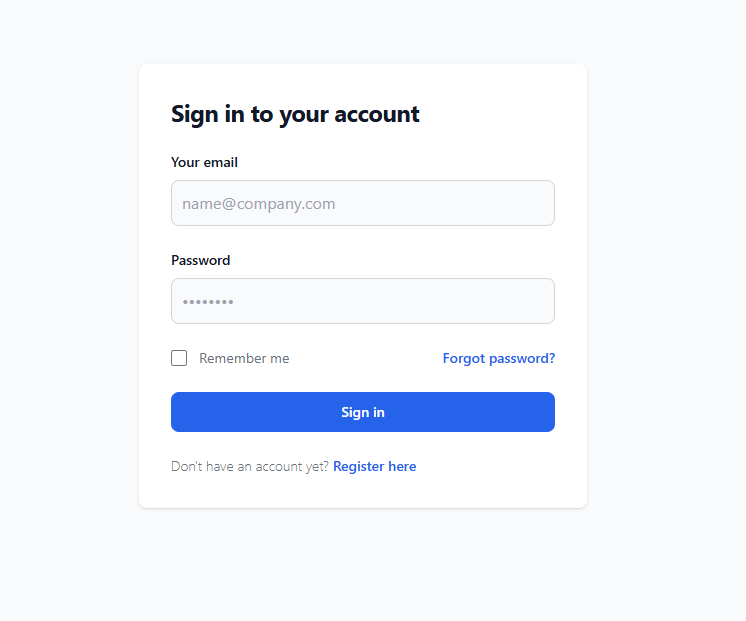 Sign in to your account
Your email
name@company.com
Password
••••••••
Remember me
Forgot password?
Sign in
Don't have an account yet? Register here